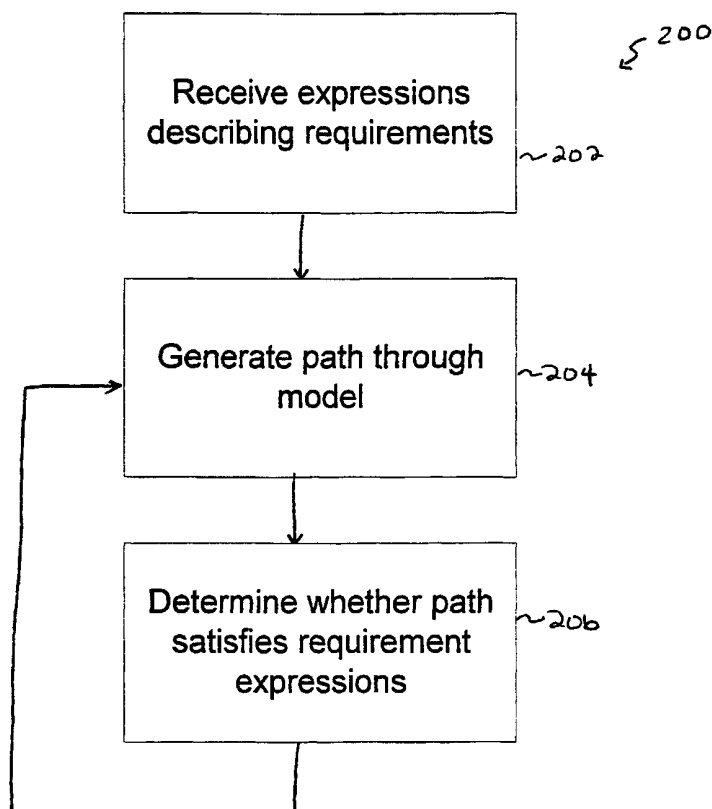 200
Receive expressions
describing requirements
~202
Generate path through
model
~204
Determine whether path
satisfies requirement
expressions
~206